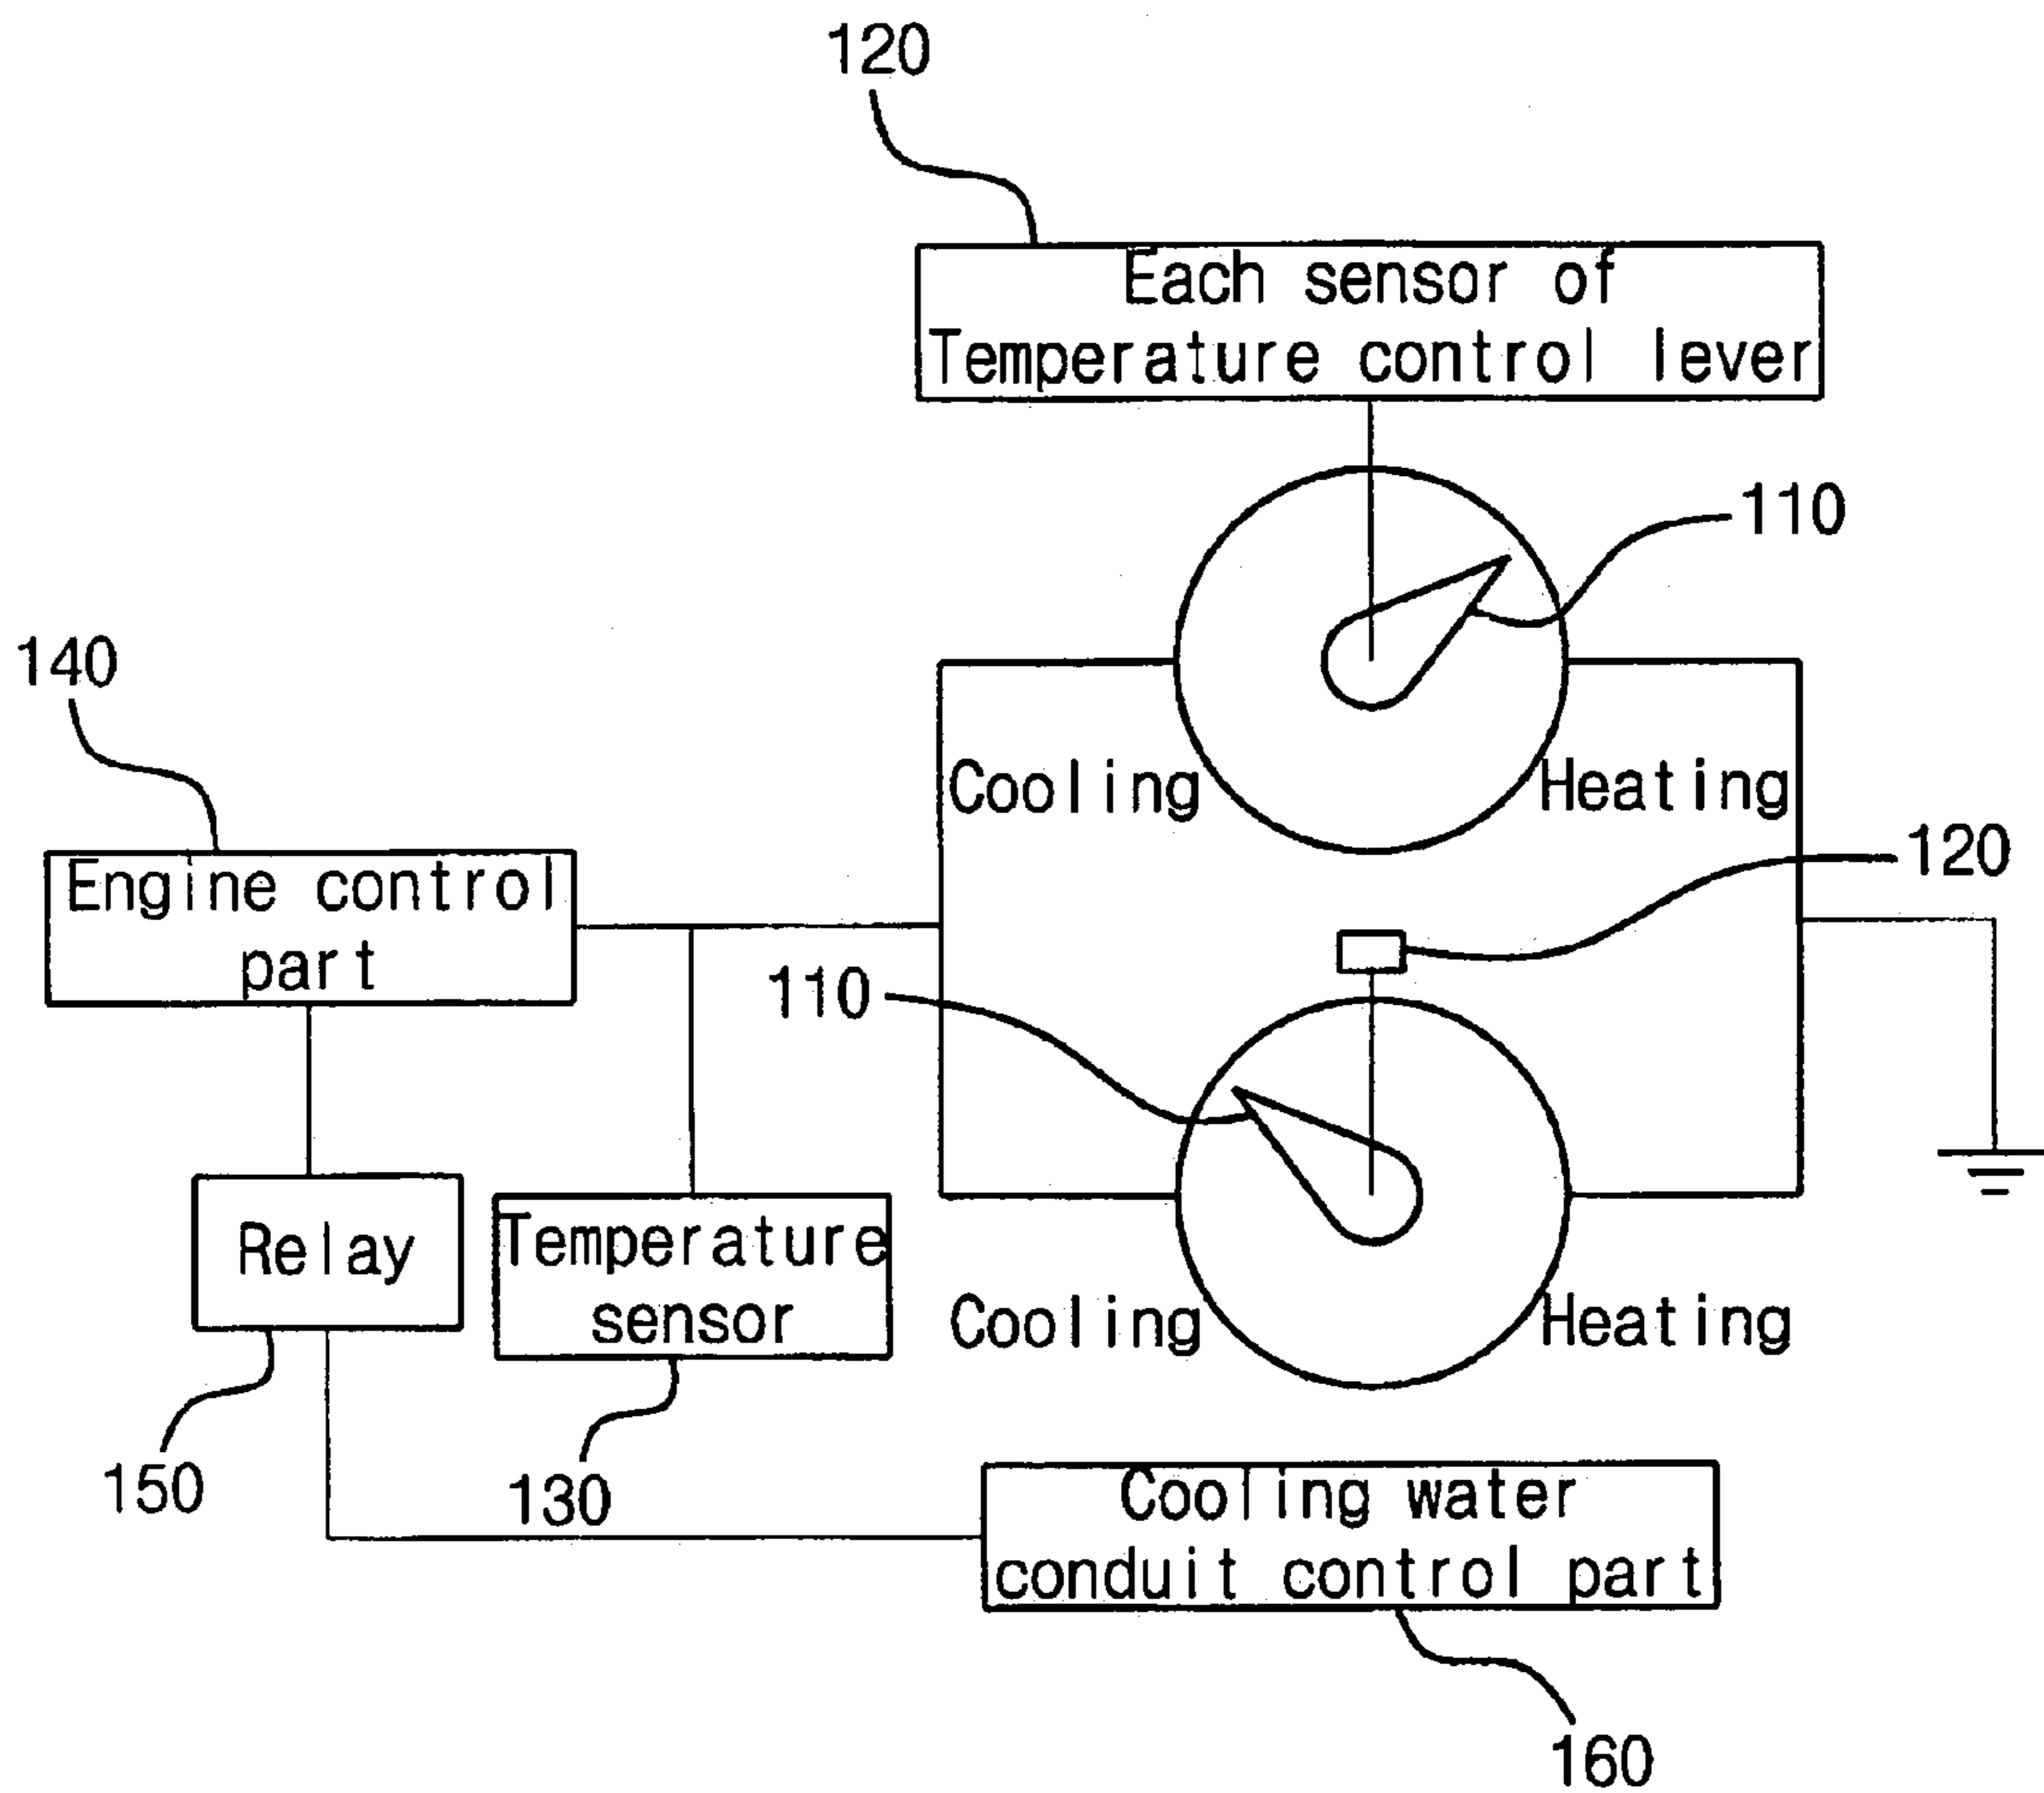 120
Each sensor of
Temperature control lever
110
140
Cooling
Heating
120
Engine control
part
110
Relay
Temperature
sensor
Cooling
Heating
150
130
Cooling water
conduit control part
160